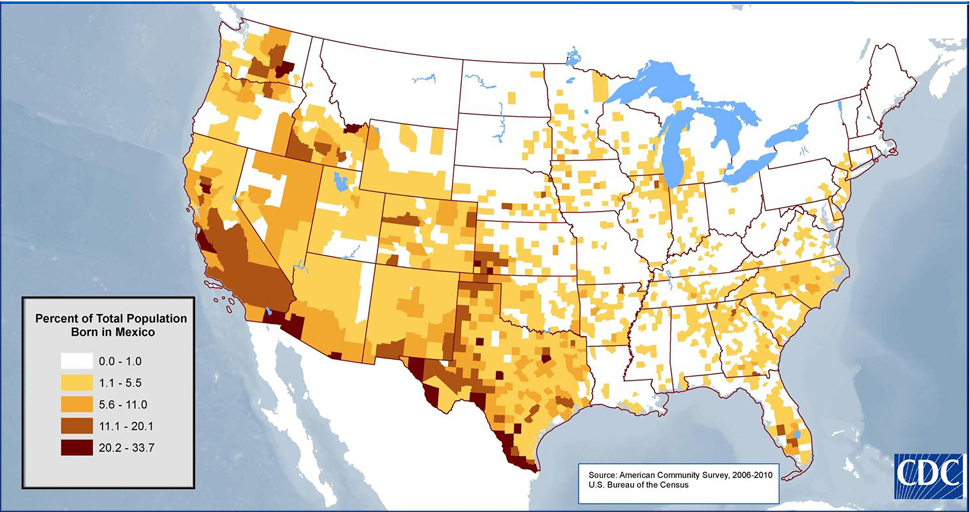 Percent of Total Population
Born in Mexico
0.0 - 1.0
1.1 - 5.5
5.6 - 11.0
11.1 - 20.1
20.2 - 33.7
Source: American Community Survey, 2006-2010
U.S. Bureau of the Census
CDC